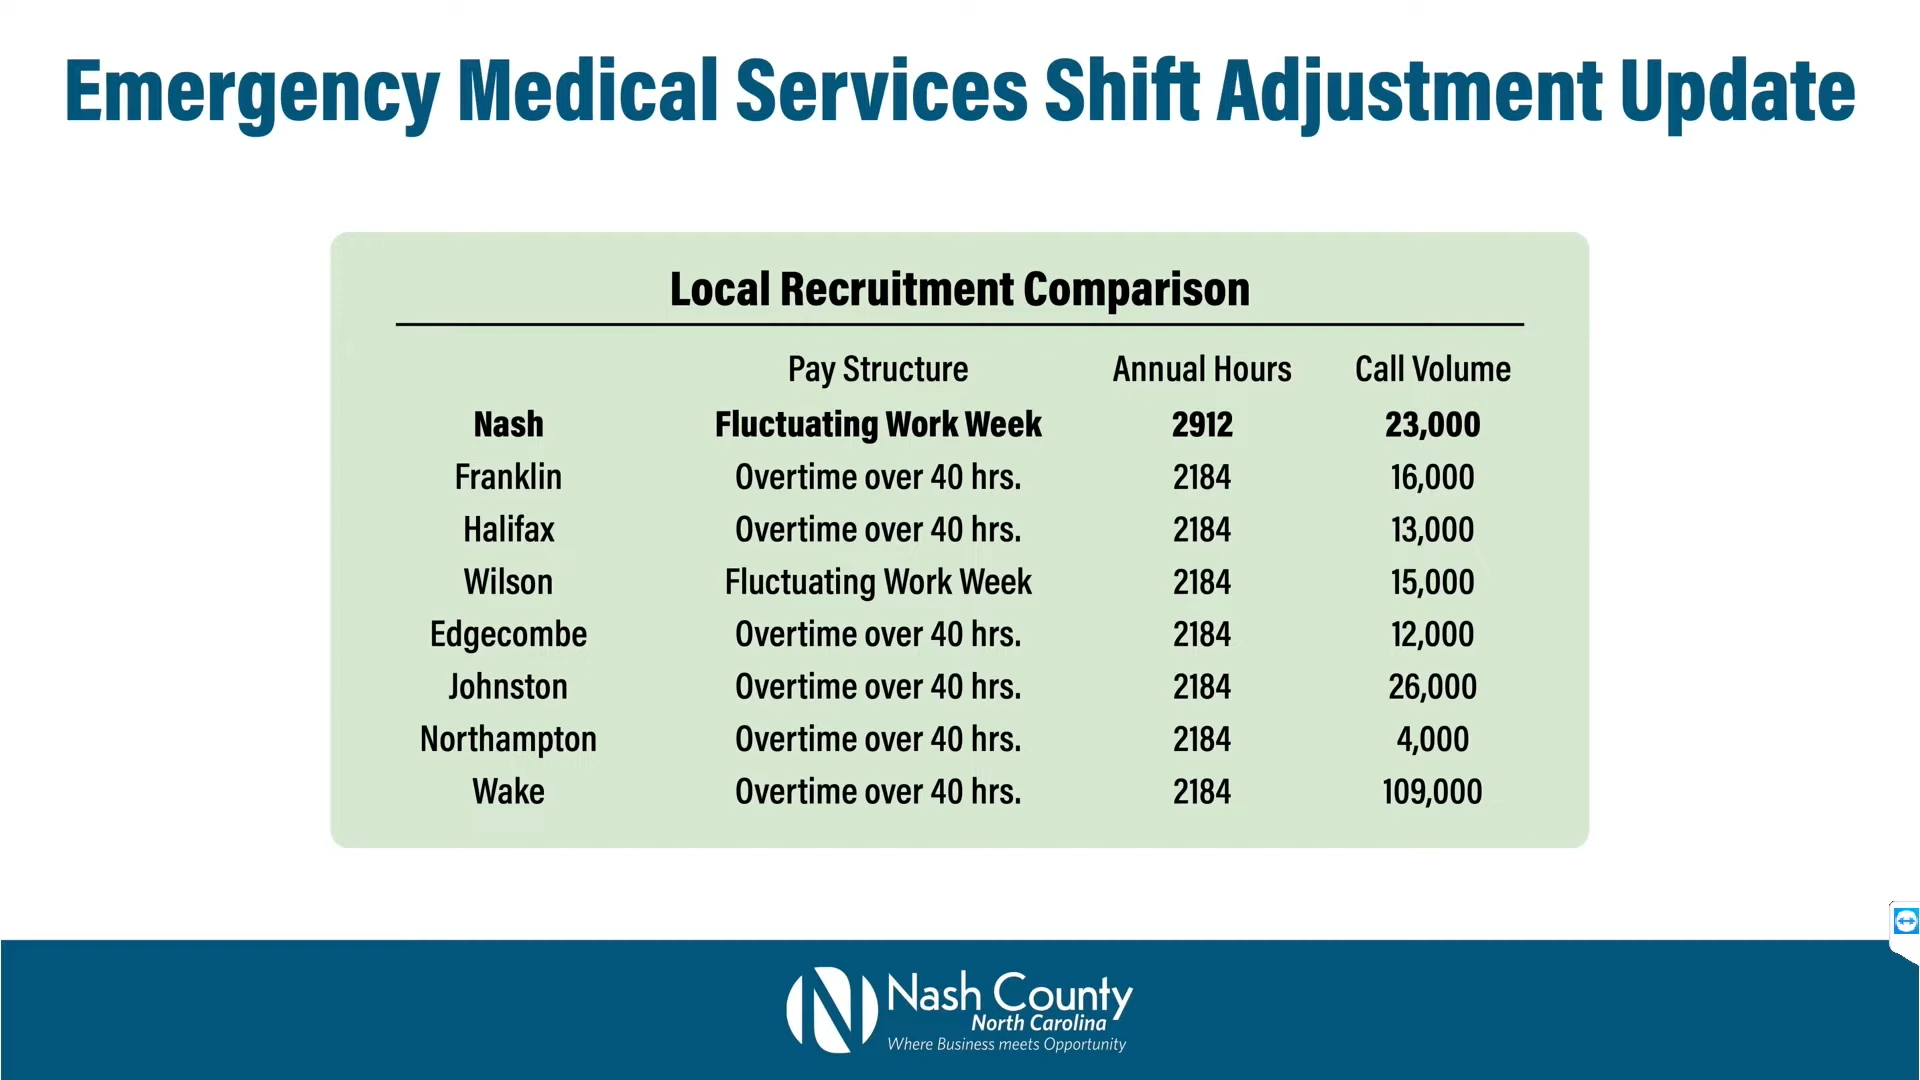 Emergency Medical Services Shift Adjustment Update
Local Recruitment Comparison
Pay Structure Annual Hours Call Volume
Nash Fluctuating Work Week 2912 23,000
Franklin Overtime over 40 hrs. 2184 16,000
Halifax Overtime over 40 hrs. 2184 13,000
Wilson Fluctuating Work Week 2184 15,000
Edgecombe Overtime over 40 hrs. 2184 12,000
Johnston Overtime over 40 hrs. 2184 26,000
Northampton Overtime over 40 hrs. 2184 4,000
Wake Overtime over 40 hrs. 2184 109,000
Nash County
North Carolina
Where Business meets Opportunity